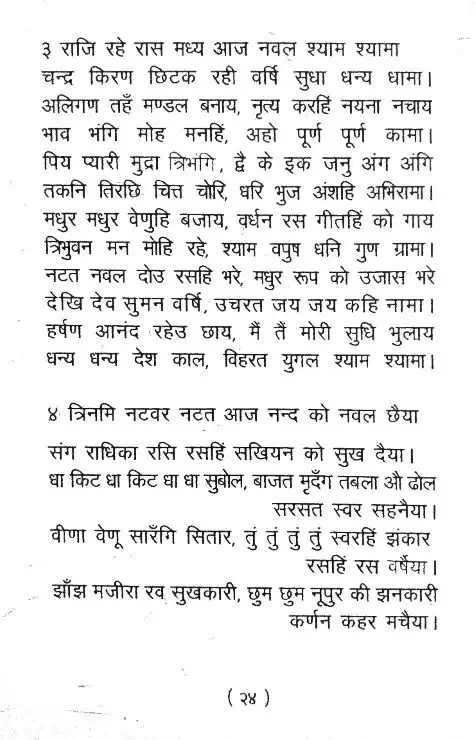 ३ राजि रहे रास मध्य आज नवल श्याम श्यामा
चन्द्र किरण छिटक रही वर्षि सुधा धन्य धामा।
अलिगण तहँ मण्डल बनाय, नृत्य करहिं नयना नचाय
भाव भंगि मोह मनहिं, अहो पूर्ण पूर्ण कामा।
पिय प्यारी मुद्रा त्रिभंगि, द्वै के इक जनु अंग अंगि
तकनि तिरछि चित्त चोरि, धरि भुज अंशहि अभिरामा।
मधुर मधुर वेणुहि बजाय, वर्धन रस गीतहिं को गाय
त्रिभुवन मन मोहि रहे, श्याम वपुष धनि गुण ग्रामा।
नटत नवल दोउ रसहि भरे, मधुर रूप को उजास भरे
देखि देव सुमन वर्षि, उचरत जय जय कहि नामा।
हर्षण आनंद रहेउ छाय, मैं तैं मोरी सुधि भुलाय
धन्य धन्य देश काल, विहरत युगल श्याम श्यामा।
४ त्रिनमि नटवर नटत आज नन्द को नवल छैया
संग राधिका रसि रसहिं सखियन को सुख दैया।
धा किट धा किट धा धा सुबोल, बाजत मृदँग तबला औ ढोल
सरसत स्वर सहनैया।
वीणा वेणू सारँगि सितार, तुं तुं तुं तुं स्वरहिं झंकार
रसहिं रस वर्षैया।
झाँझ मजीरा रव सुखकारी, छुम छुम नूपुर की झनकारी
कर्णन कहर मचैया।
( २४ )